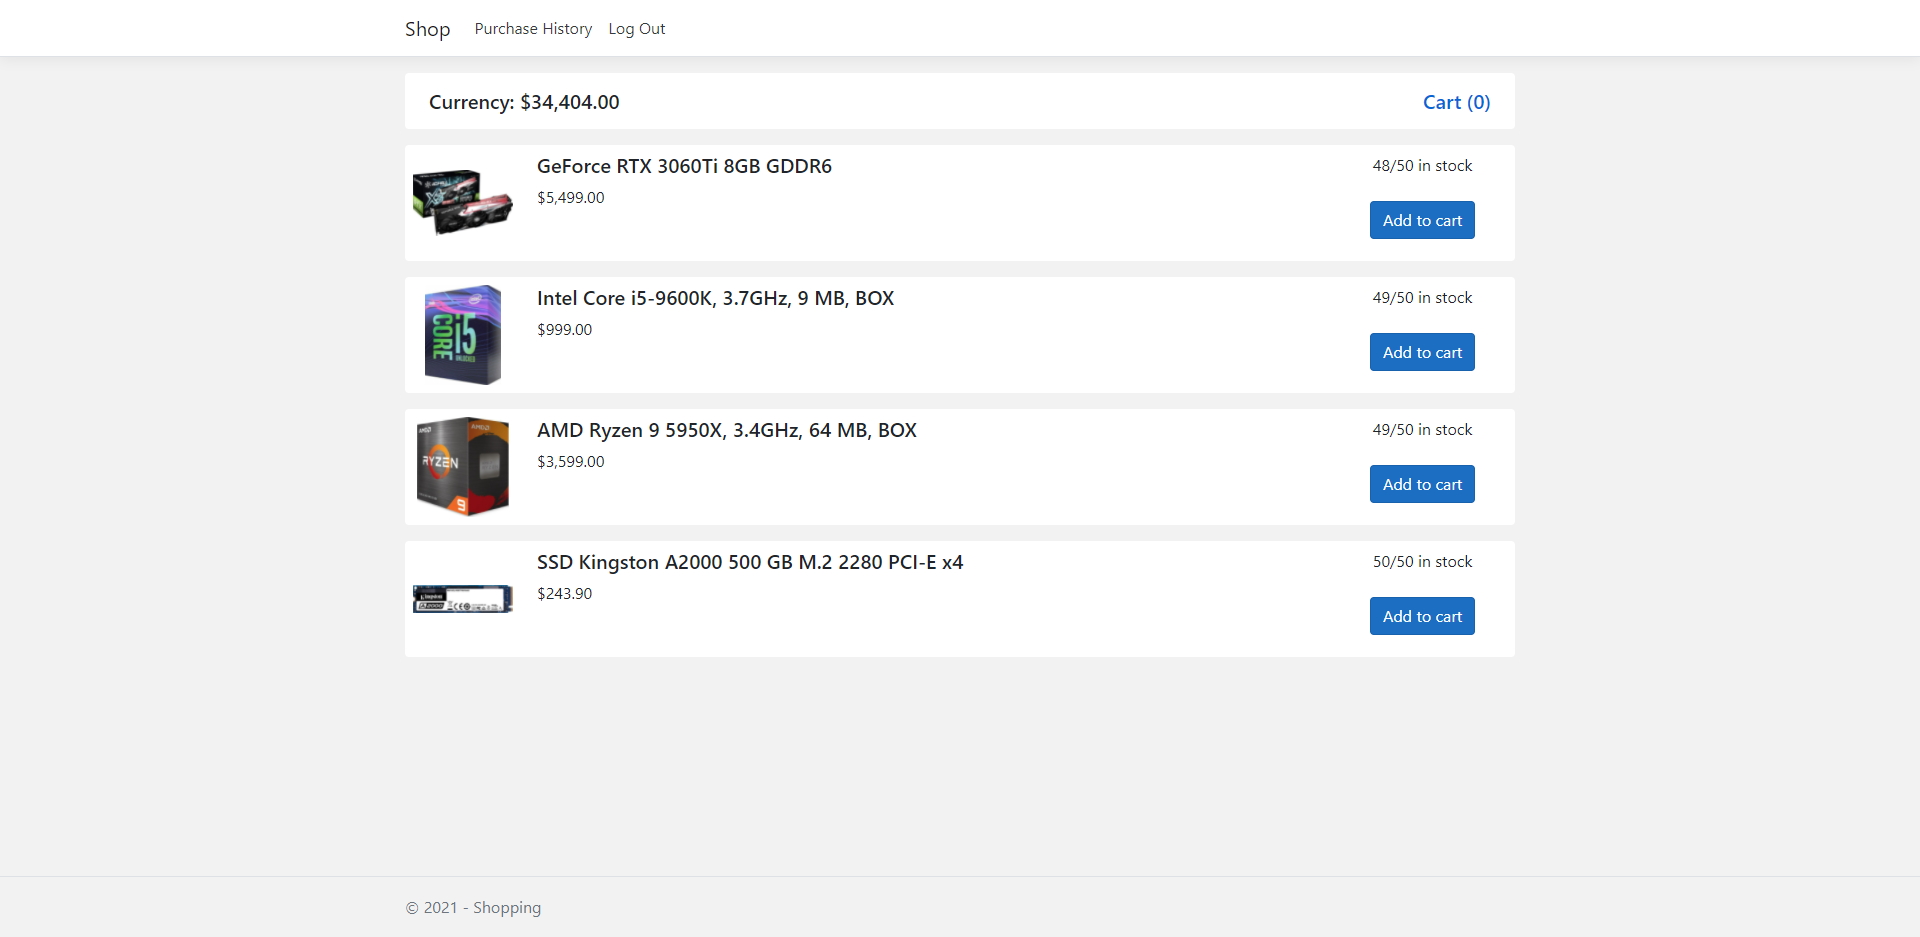 Shop Purchase History Log Out
Currency: $34,404.00 Cart (0)
GeForce RTX 3060Ti 8GB GDDR6 48/50 in stock
$5,499.00
Add to cart
Intel Core i5-9600K, 3.7GHz, 9 MB, BOX 49/50 in stock
$999.00
CORE i5
UNLOCKED
Add to cart
AMD Ryzen 9 5950X, 3.4GHz, 64 MB, BOX 49/50 in stock
AMD AMD
$3,599.00
RYZEN
9
Add to cart
SSD Kingston A2000 500 GB M.2 2280 PCI-E x4 50/50 in stock
$243.90
Kingston
A2000
Add to cart
© 2021 - Shopping